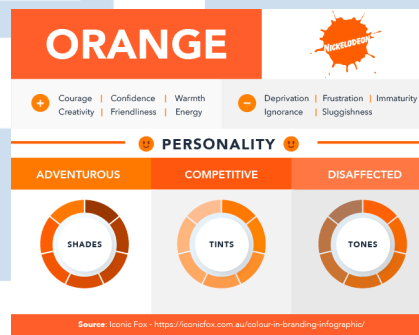 ORANGE
NICKELODEON
Courage | Confidence | Warmth
Creativity | Friendliness | Energy
Deprivation | Frustration | Immaturity
Ignorance | Sluggishness
PERSONALITY
ADVENTUROUS
COMPETITIVE
DISAFFECTED
SHADES
TINTS
TONES
Source: Iconic Fox - https://iconicfox.com.au/colour-in-branding-infographic/